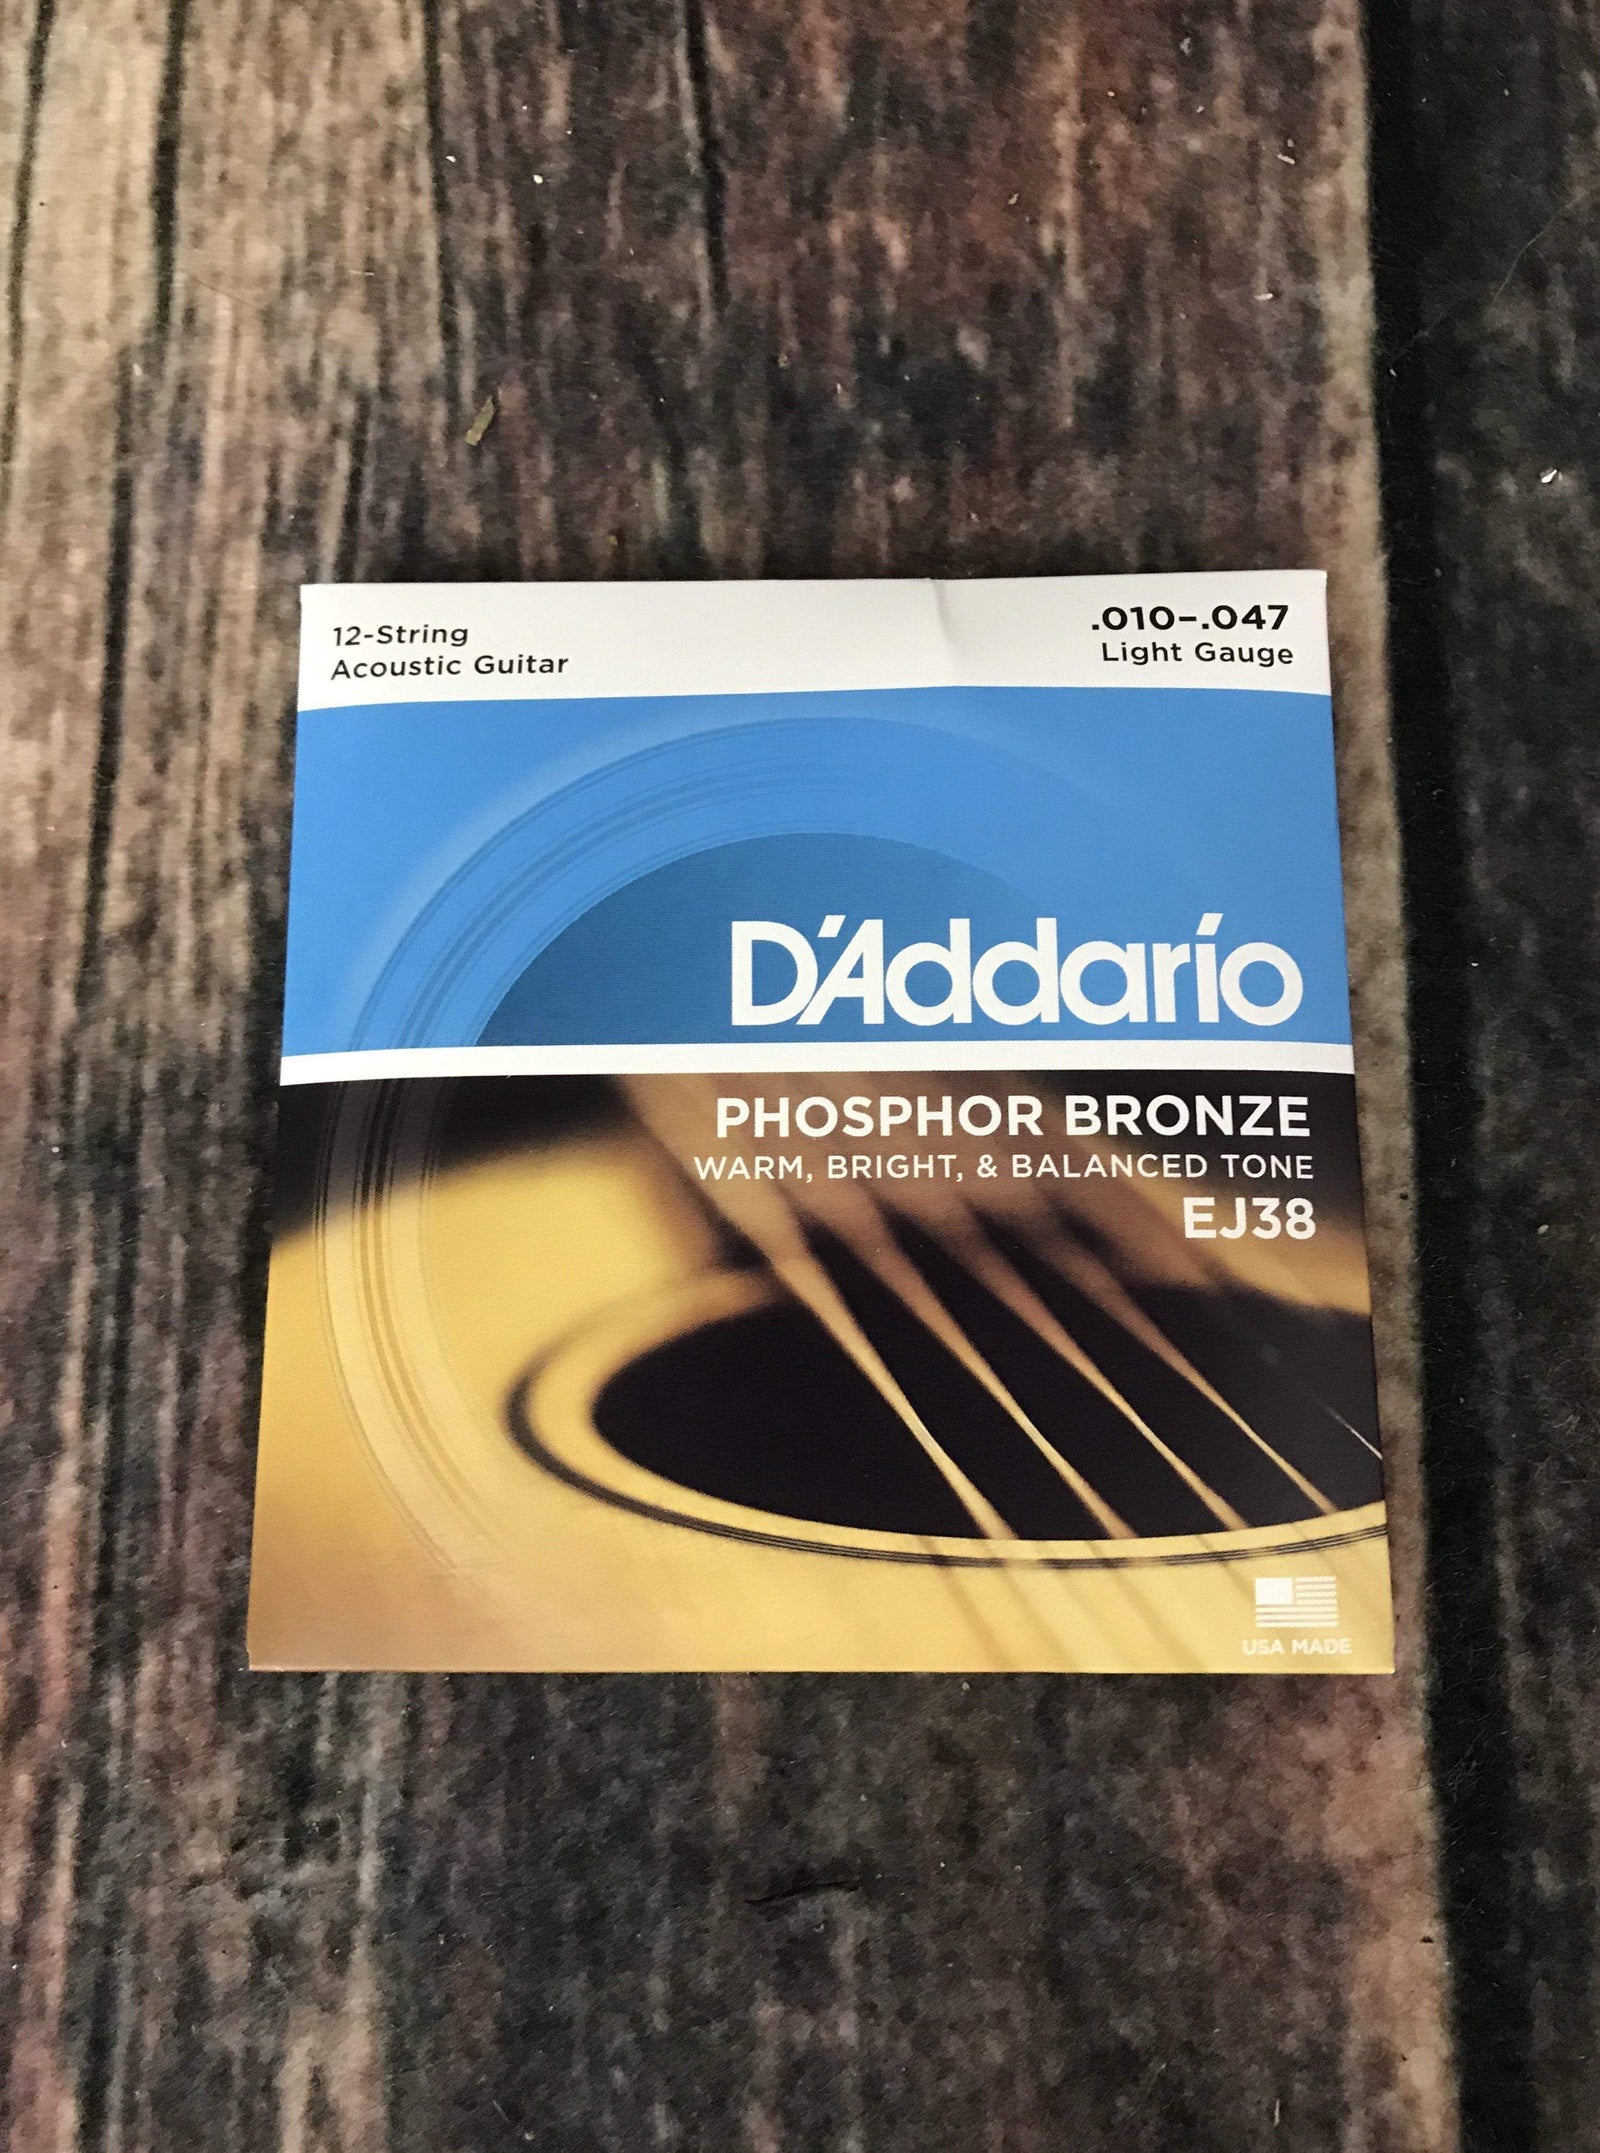 12-String
Acoustic Guitar
.010–.047
Light Gauge
D'Addario
PHOSPHOR BRONZE
WARM, BRIGHT, & BALANCED TONE
EJ38
USA MADE